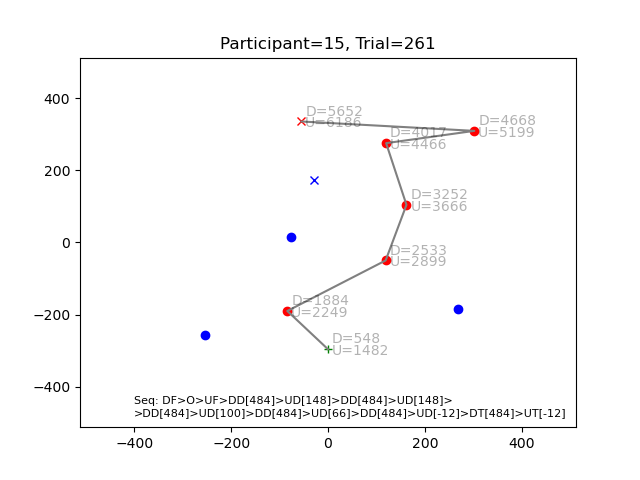 Participant=15, Trial=261
400
200
0
−200
−400
−400
−200
0
200
400
D=5652
U=6186
D=4668
U=5199
D=4017
U=4466
D=3252
U=3666
D=2533
U=2899
D=1884
U=2249
D=548
U=1482
Seq: DF>O>UF>DD[484]>UD[148]>DD[484]>UD[148]>
>DD[484]>UD[100]>DD[484]>UD[66]>DD[484]>UD[-12]>DT[484]>UT[-12]